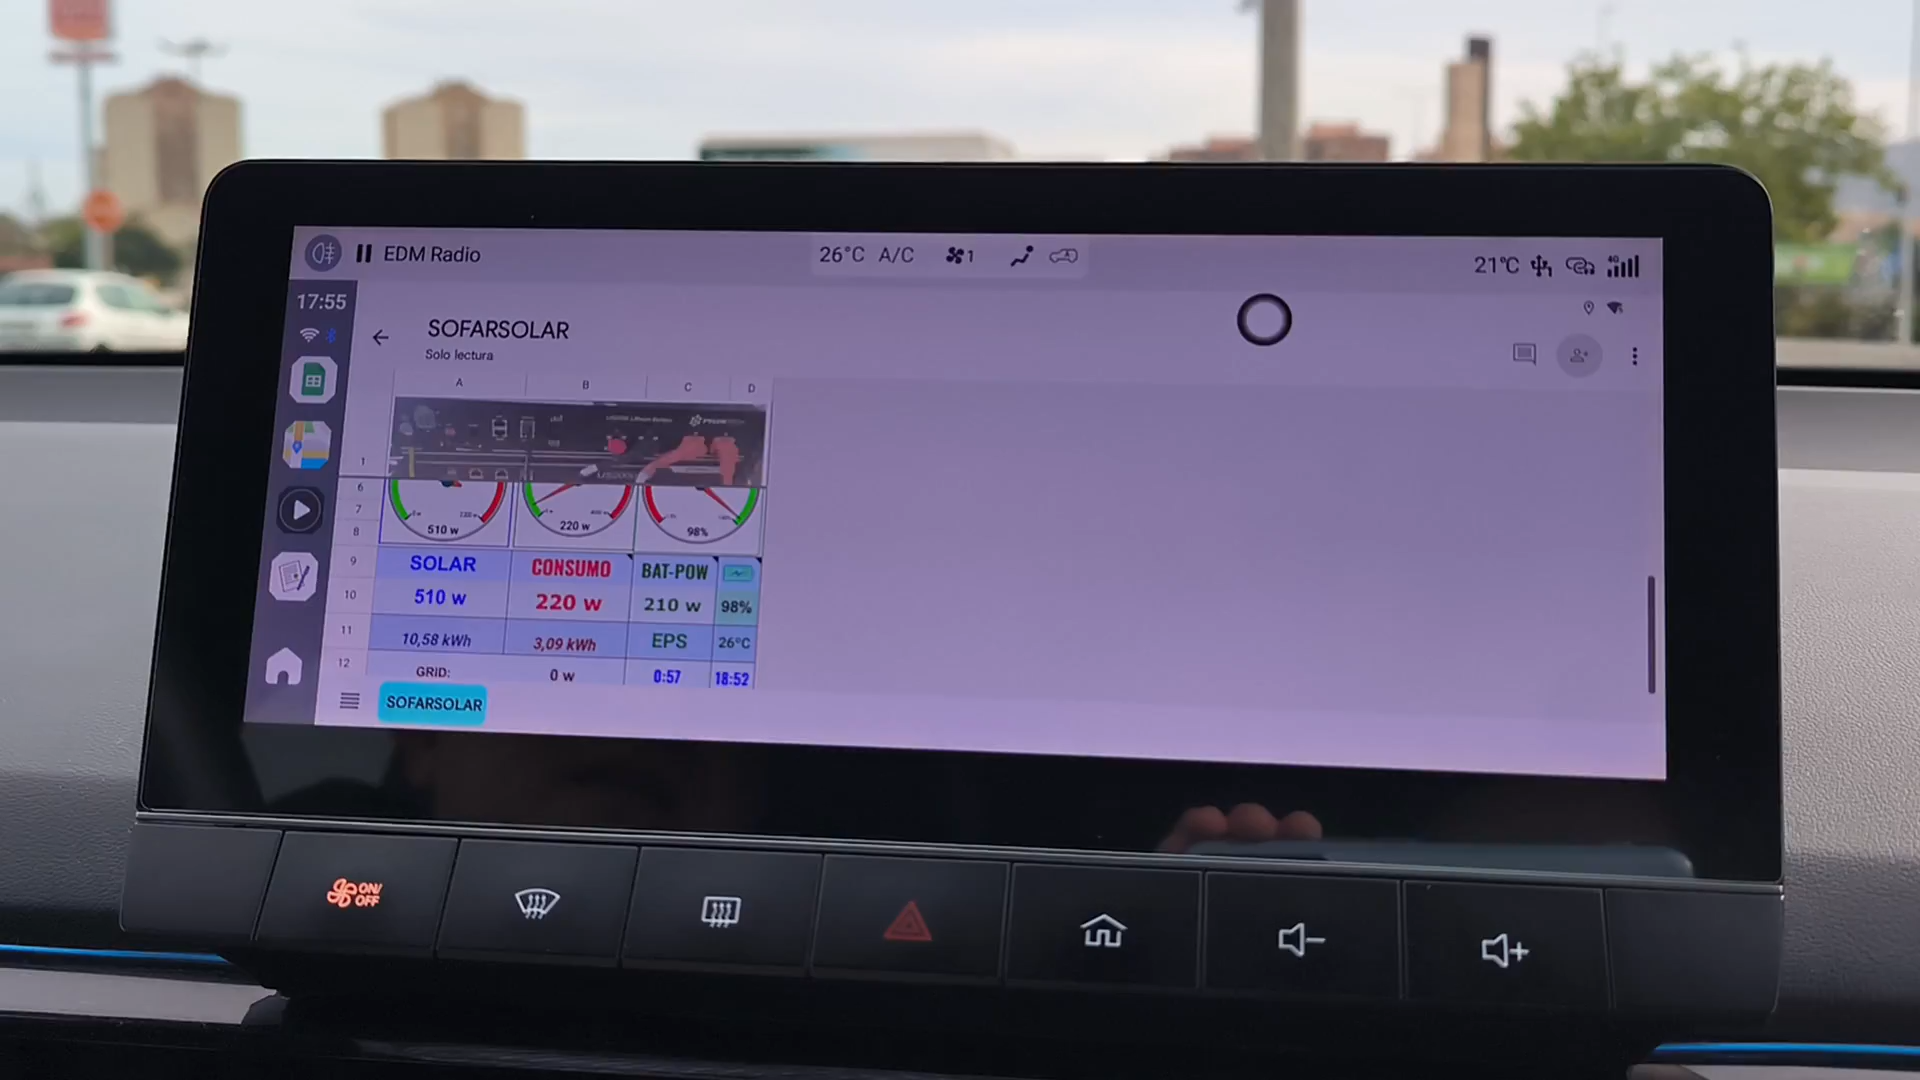 EDM Radio
26°C A/C 1
21°C 4G
17:55
SOFARSOLAR
Solo lectura
A B C D
1
6
7
8
510 w 220 w 98%
9 SOLAR CONSUMO BAT-POW
10 510 w 220 w 210 w 98%
11 10,58 kWh 3,09 kWh EPS 26°C
12 GRID: 0 w 0:57 18:52
SOFARSOLAR
ON/OFF